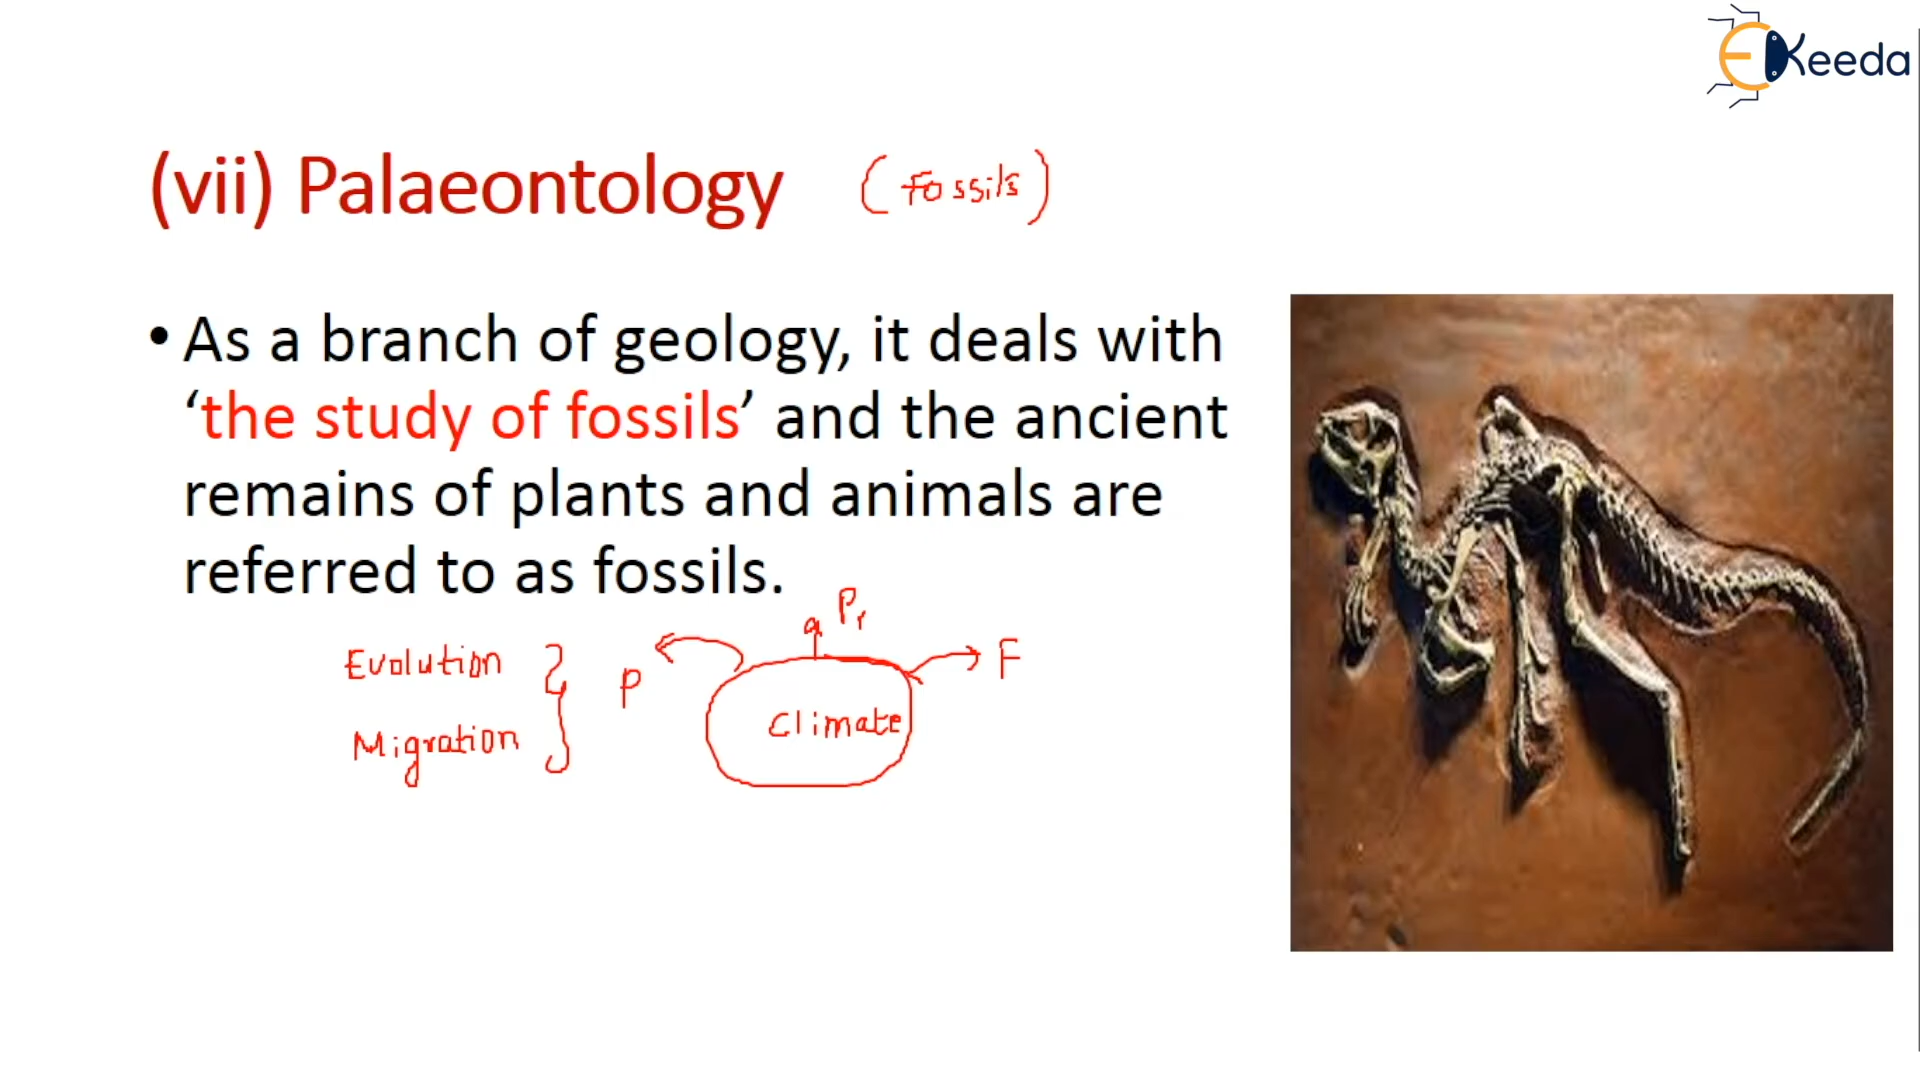 EKeeda
(vii) Palaeontology (Fossils)
• As a branch of geology, it deals with
‘the study of fossils’ and the ancient
remains of plants and animals are
referred to as fossils.
Pr
Evolution
P
F
Climate
Migration